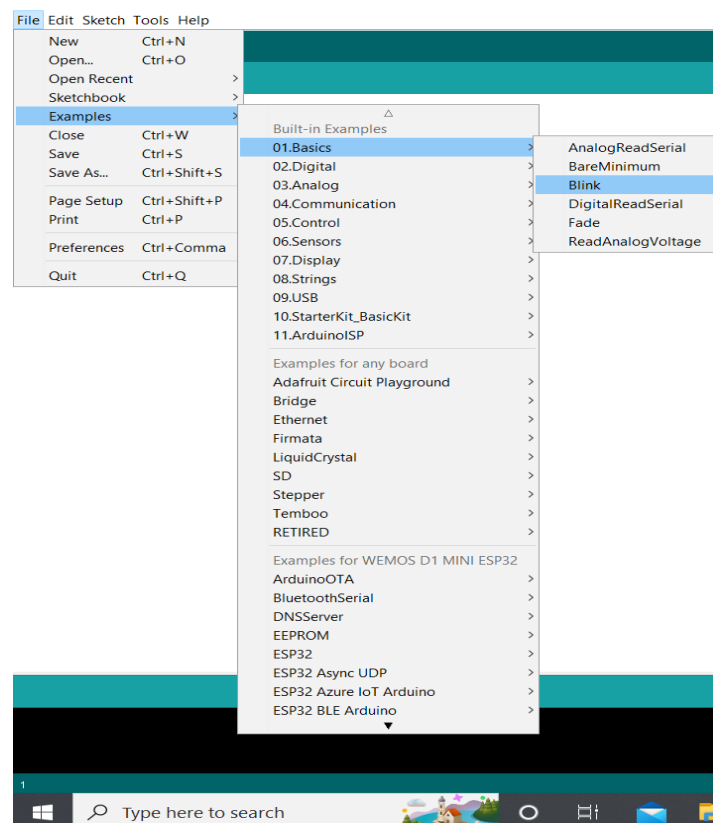 File Edit Sketch Tools Help
New Ctrl+N
Open... Ctrl+O
Open Recent >
Sketchbook >
Examples >
Close Ctrl+W
Save Ctrl+S
Save As... Ctrl+Shift+S
Page Setup Ctrl+Shift+P
Print Ctrl+P
Preferences Ctrl+Comma
Quit Ctrl+Q
Built-in Examples
01.Basics >
02.Digital >
03.Analog >
04.Communication >
05.Control >
06.Sensors >
07.Display >
08.Strings >
09.USB >
10.StarterKit_BasicKit >
11.ArduinoISP >
Examples for any board
Adafruit Circuit Playground >
Bridge >
Ethernet >
Firmata >
LiquidCrystal >
SD >
Stepper >
Temboo >
RETIRED >
Examples for WEMOS D1 MINI ESP32
ArduinoOTA >
BluetoothSerial >
DNSServer >
EEPROM >
ESP32 >
ESP32 Async UDP >
ESP32 Azure IoT Arduino >
ESP32 BLE Arduino >
AnalogReadSerial
BareMinimum
Blink
DigitalReadSerial
Fade
ReadAnalogVoltage
1
Type here to search